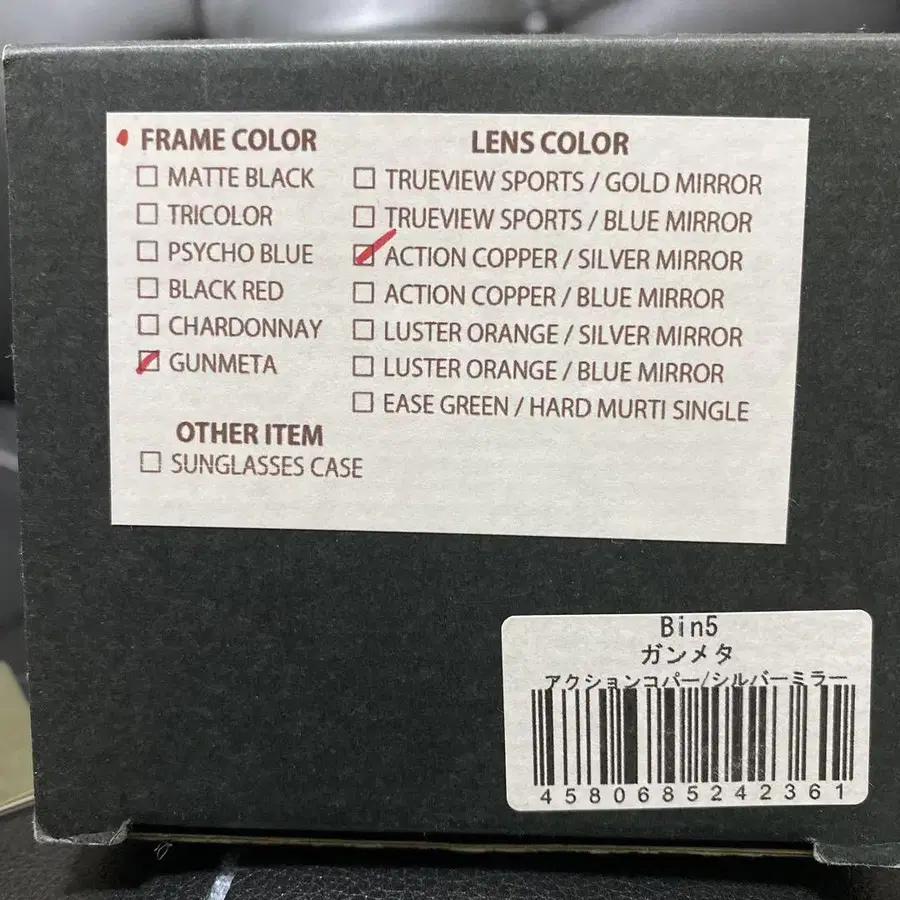 FRAME COLOR
MATTE BLACK
TRICOLOR
PSYCHO BLUE
BLACK RED
CHARDONNAY
GUNMETA
OTHER ITEM
SUNGLASSES CASE
LENS COLOR
TRUEVIEW SPORTS / GOLD MIRROR
TRUEVIEW SPORTS / BLUE MIRROR
ACTION COPPER / SILVER MIRROR
ACTION COPPER / BLUE MIRROR
LUSTER ORANGE / SILVER MIRROR
LUSTER ORANGE / BLUE MIRROR
EASE GREEN / HARD MURTI SINGLE
Bin5
ガンメタ
アクションコパー/シルバーミラー
4580685242361